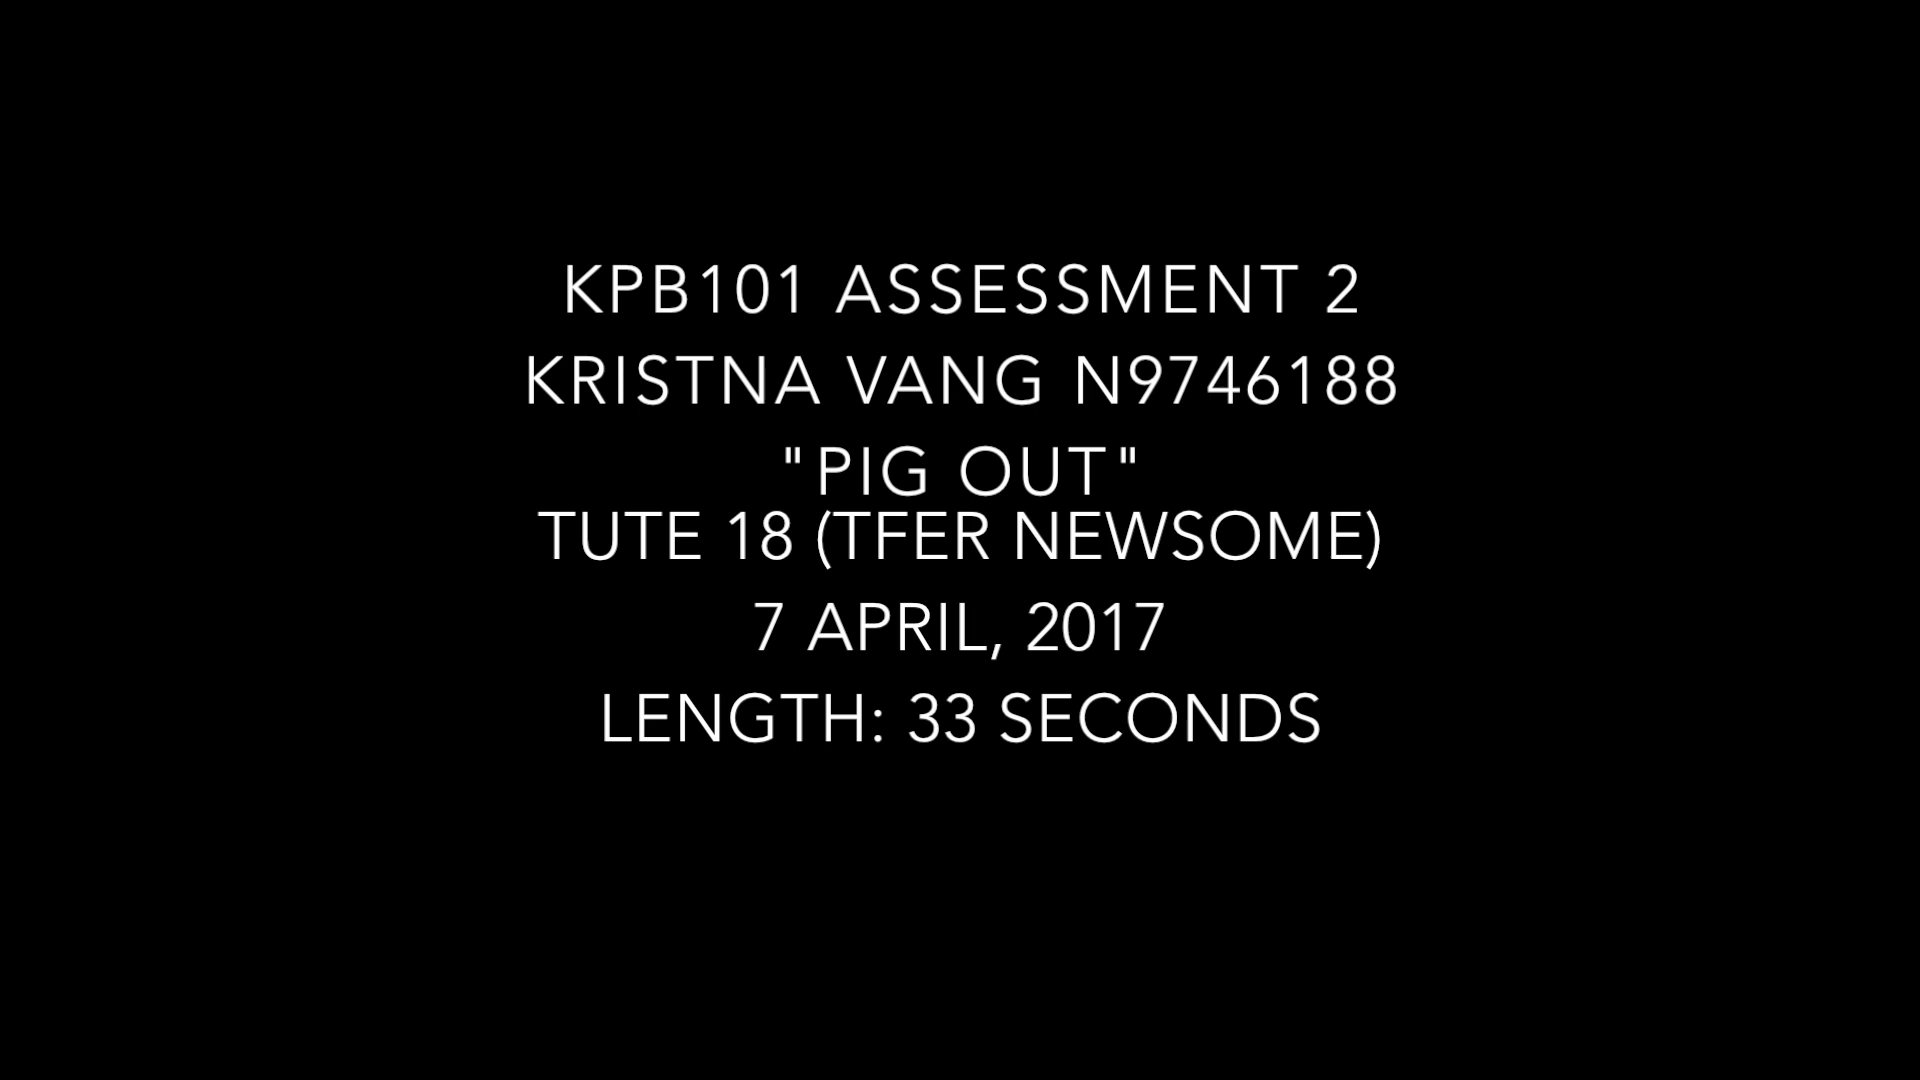 KPB101 ASSESSMENT 2
KRISTNA VANG N9746188
"PIG OUT"
TUTE 18 (TFER NEWSOME)
7 APRIL, 2017
LENGTH: 33 SECONDS